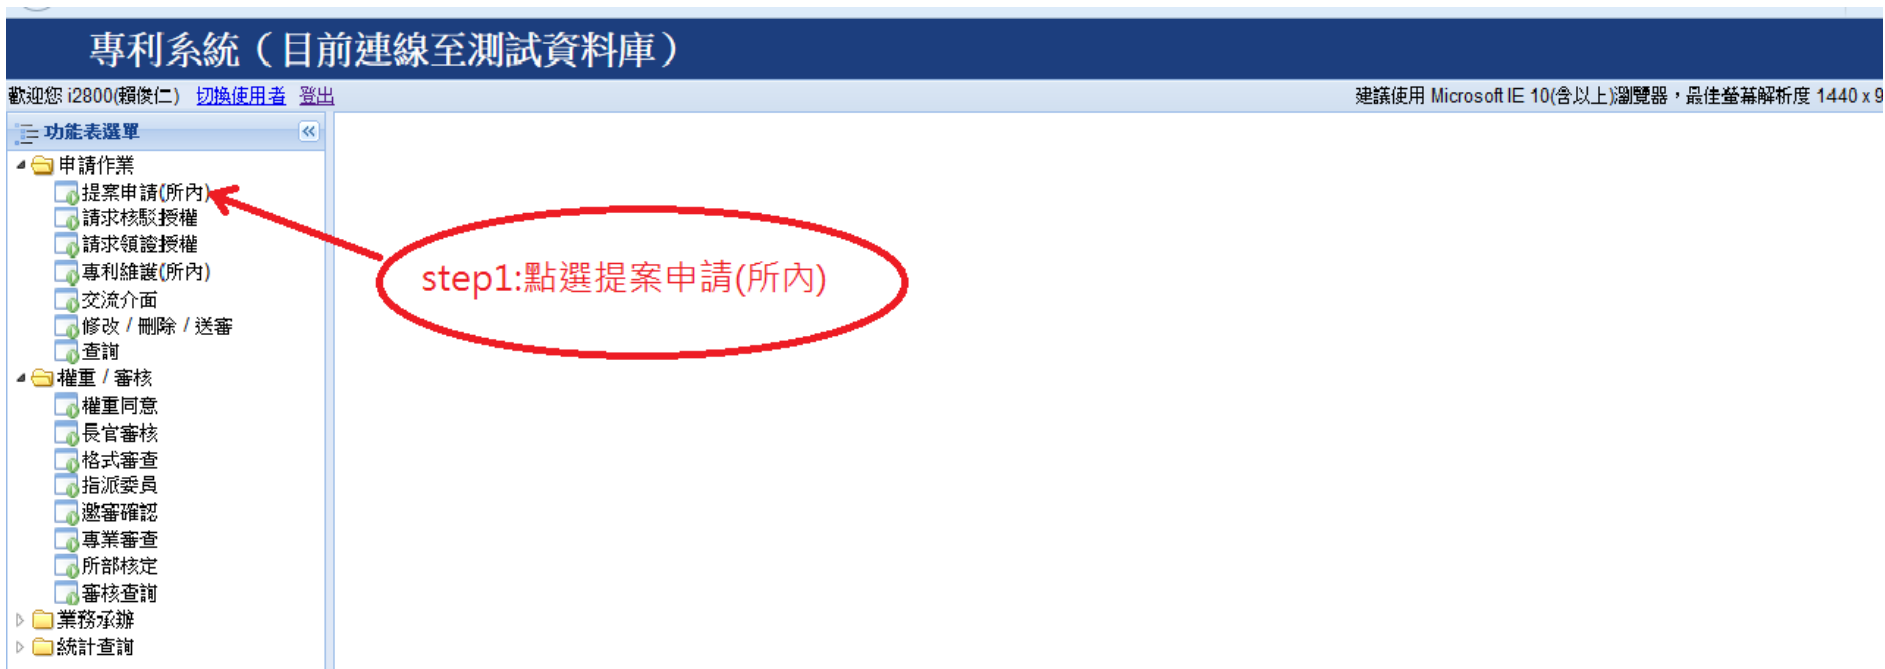 專利系統（目前連線至測試資料庫）
歡迎您 i2800(賴俊仁) 切換使用者 登出
建議使用 Microsoft IE 10(含以上)瀏覽器，最佳螢幕解析度 1440 x 9
功能表選單
申請作業
提案申請(所內)
請求核駁授權
請求領證授權
專利維護(所內)
交流介面
修改 / 刪除 / 送審
查詢
權重 / 審核
權重同意
長官審核
格式審查
指派委員
邀審確認
專業審查
所部核定
審核查詢
業務承辦
統計查詢
step1:點選提案申請(所內)